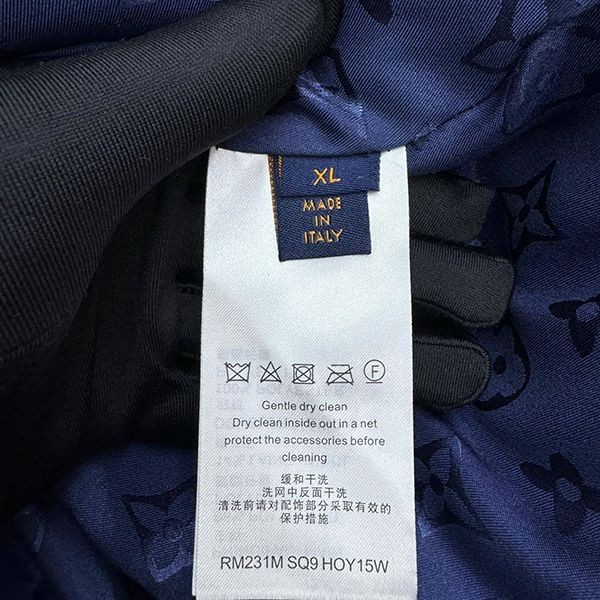 XL
MADE
IN
ITALY
F
Gentle dry clean
Dry clean inside out in a net
protect the accessories before
cleaning
缓和干洗
洗网中反面干洗
清洗前请对配饰部分采取有效的
保护措施
RM231M SQ9 HOY15W